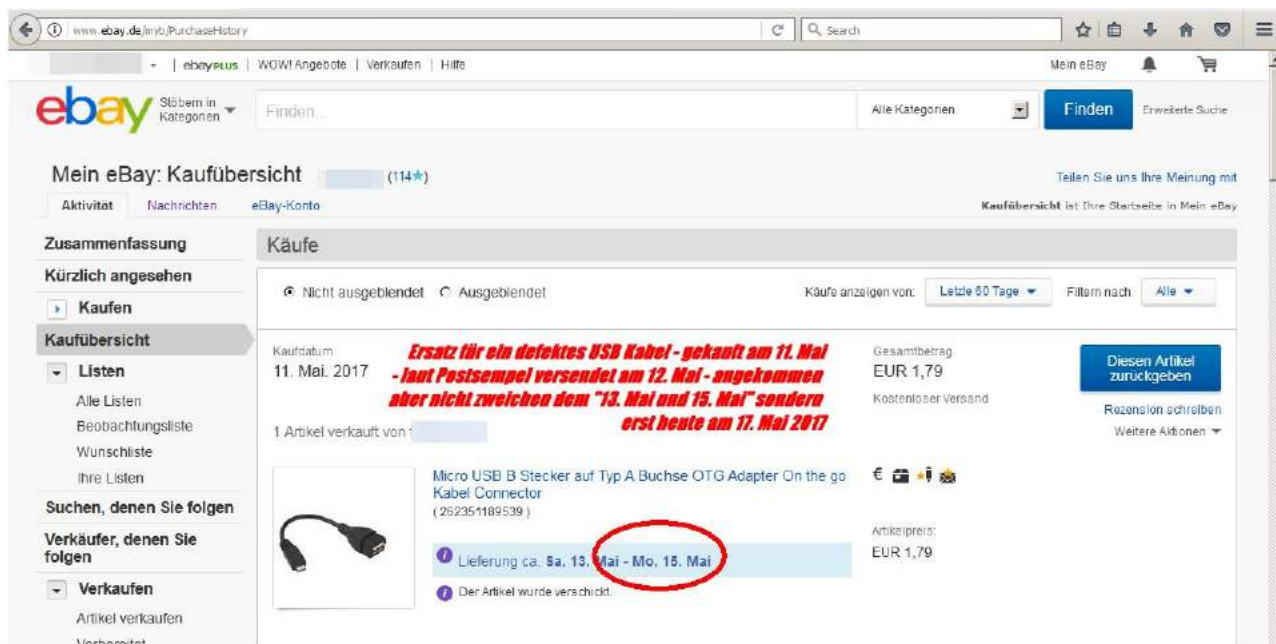 www.ebay.de/myb/PurchaseHistory
Search
ebayPLUS | WOW! Angebote | Verkaufen | Hilfe
Mein eBay
ebay
Stöbern in Kategorien
Finden...
Alle Kategorien
Finden
Erweiterte Suche
Mein eBay: Kaufübersicht
(114★)
Teilen Sie uns Ihre Meinung mit
Aktivität
Nachrichten
eBay-Konto
Kaufübersicht ist Ihre Startseite in Mein eBay
Zusammenfassung
Käufe
Kürzlich angesehen
Nicht ausgeblendet
Ausgeblendet
Käufe anzeigen von:
Letzte 60 Tage
Filtern nach
Alle
Kaufen
Kaufübersicht
Listen
Alle Listen
Beobachtungsliste
Wunschliste
Ihre Listen
Suchen, denen Sie folgen
Verkäufer, denen Sie
folgen
Verkaufen
Artikel verkaufen
Vorbereitet
Kaufdatum
11. Mai. 2017
Ersatz für ein defektes USB Kabel - gekauft am 11. Mai
- laut Postsempel versendet am 12. Mai - angekommen
aber nicht zweichen dem "13. Mai und 15. Mai" sondern
erst heute am 17. Mai 2017
Gesamtbetrag
EUR 1,79
Kostenloser Versand
Diesen Artikel
zurückgeben
Rezension schreiben
Weitere Aktionen
1 Artikel verkauft von
Micro USB B Stecker auf Typ A Buchse OTG Adapter On the go
Kabel Connector
(262351189539)
Lieferung ca. Sa, 13. Mai - Mo, 15. Mai
Der Artikel wurde verschickt.
€
Artikelpreis:
EUR 1,79